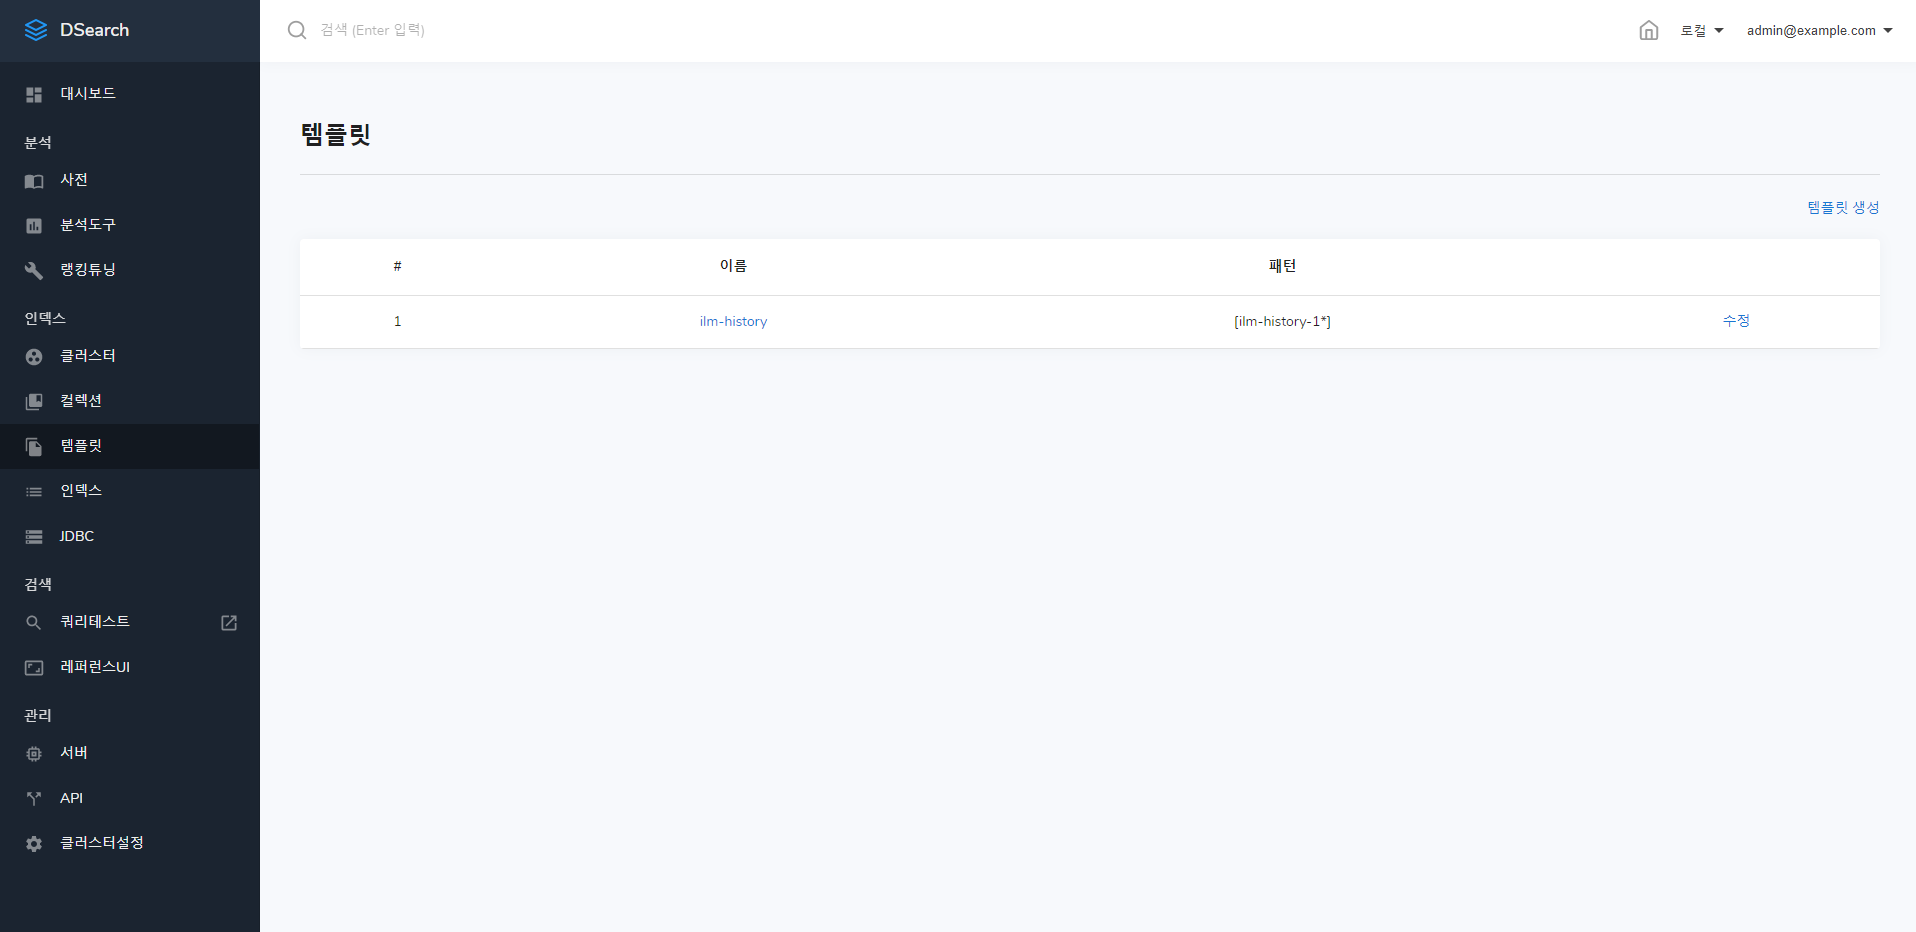 DSearch
검색 (Enter 입력)
로컬
admin@example.com
대시보드
분석
사전
분석도구
랭킹튜닝
인덱스
클러스터
컬렉션
템플릿
인덱스
JDBC
검색
쿼리테스트
레퍼런스UI
관리
서버
API
클러스터설정
템플릿
템플릿 생성
# 이름 패턴
1 ilm-history [ilm-history-1*] 수정